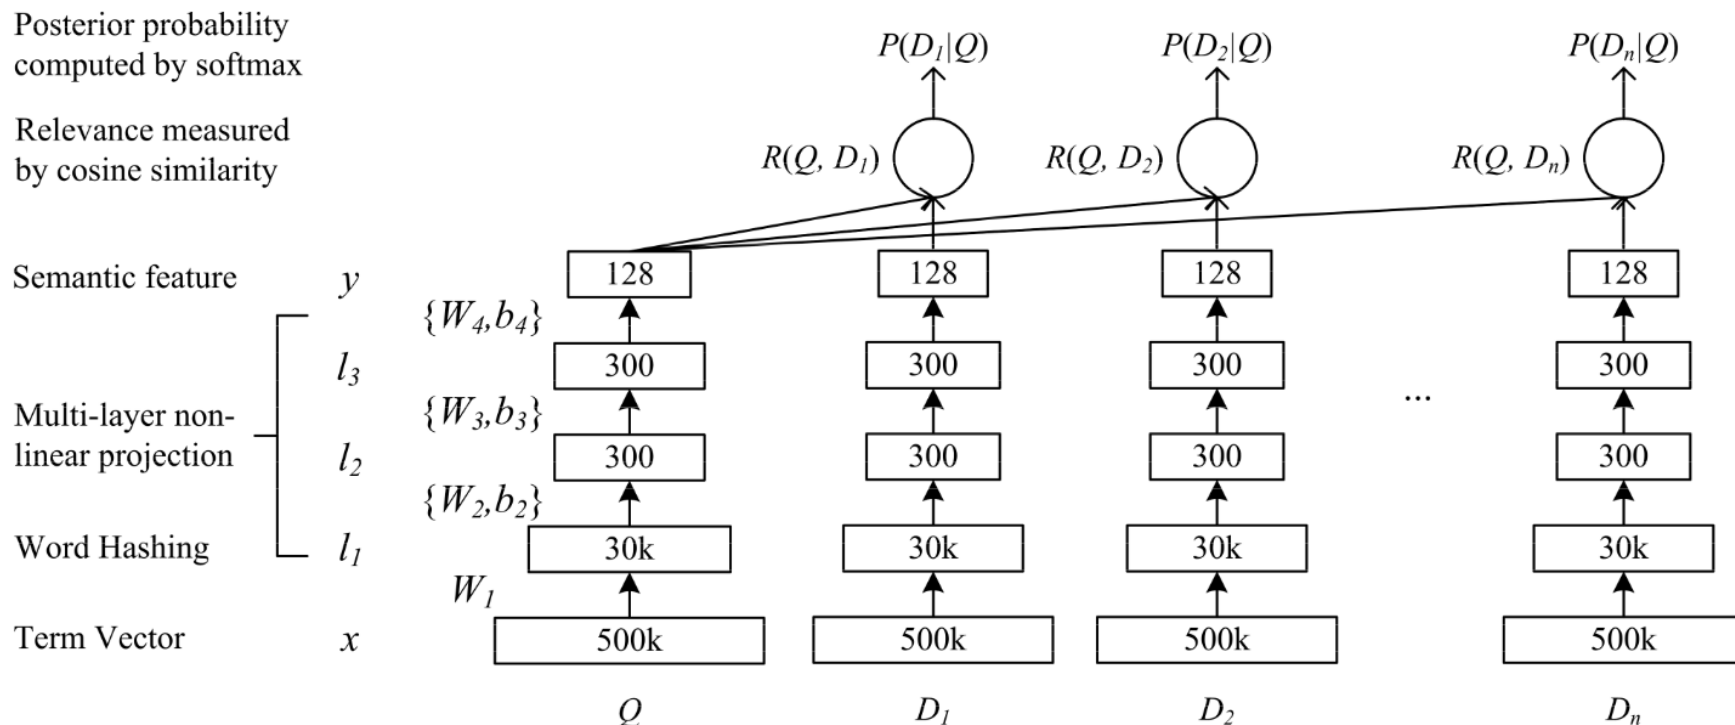 Posterior probability
computed by softmax
P(D₁|Q) P(D₂|Q) P(Dₙ|Q)
Relevance measured
by cosine similarity
R(Q, D₁) R(Q, D₂) R(Q, Dₙ)
Semantic feature y 128 128 128 128
{W₄,b₄}
l₃ 300 300 300 300
{W₃,b₃} ...
Multi-layer non-
linear projection
l₂ 300 300 300 300
{W₂,b₂}
Word Hashing l₁ 30k 30k 30k 30k
W₁
Term Vector x 500k 500k 500k 500k
Q D₁ D₂ Dₙ